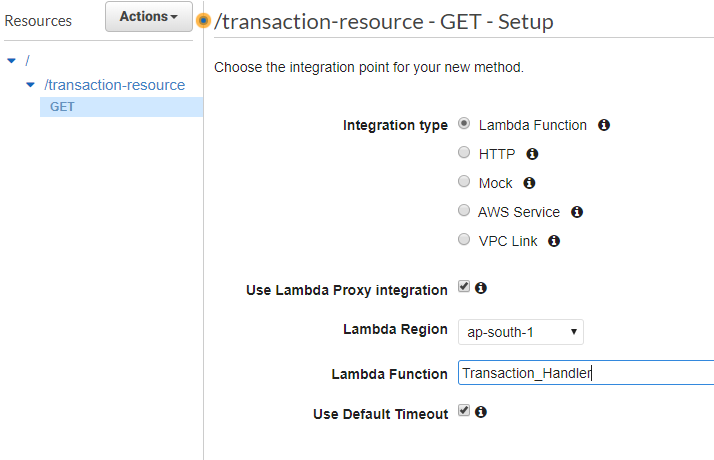 Resources
Actions
/transaction-resource - GET - Setup
/
/transaction-resource
GET
Choose the integration point for your new method.
Integration type
Lambda Function
HTTP
Mock
AWS Service
VPC Link
Use Lambda Proxy integration
Lambda Region
ap-south-1
Lambda Function
Transaction_Handler
Use Default Timeout